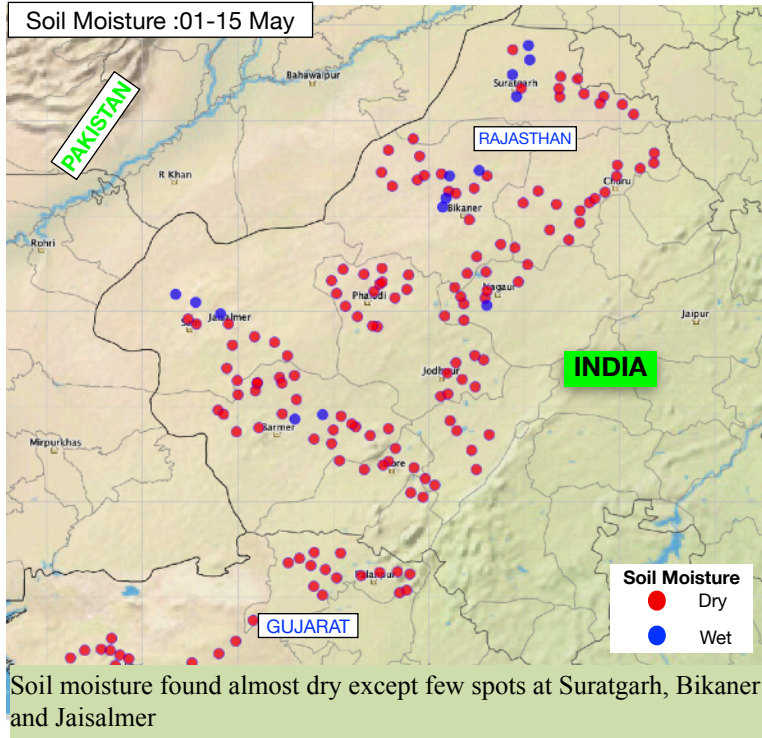 Soil Moisture :01-15 May
Bahawalpur
Suratgarh
PAKISTAN
RAJASTHAN
R Khan
Churu
Bikaner
Rohri
Phalodi
Nagaur
Jaisalmer
Jaipur
INDIA
Jodhpur
Barmer
Mirpurkhas
Palanpur
Soil Moisture
Dry
Wet
GUJARAT
Soil moisture found almost dry except few spots at Suratgarh, Bikaner
and Jaisalmer